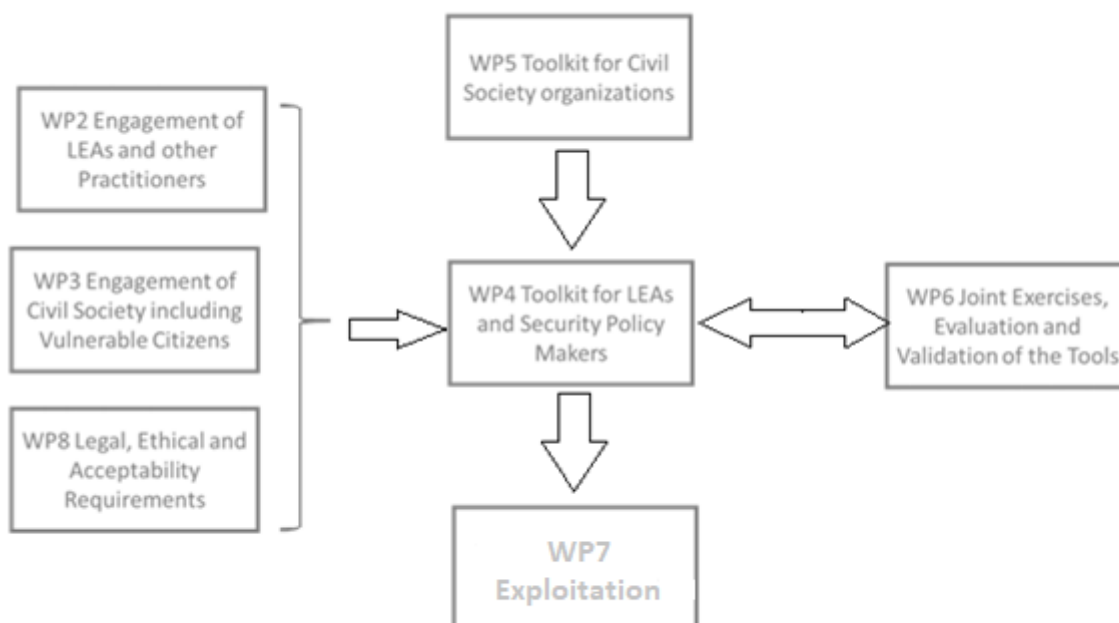 WP5 Toolkit for Civil
Society organizations
WP2 Engagement of
LEAs and other
Practitioners
WP3 Engagement of
Civil Society including
Vulnerable Citizens
WP8 Legal, Ethical and
Acceptability
Requirements
WP4 Toolkit for LEAs
and Security Policy
Makers
WP6 Joint Exercises,
Evaluation and
Validation of the Tools
WP7
Exploitation